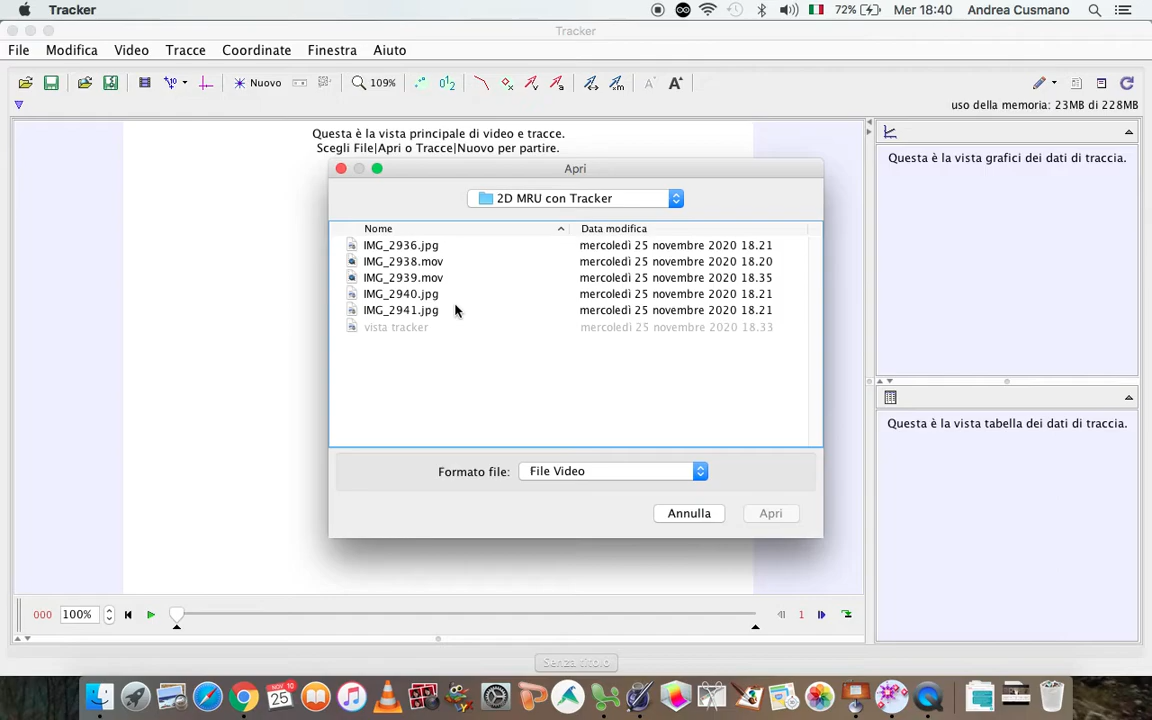 Tracker
72%
Mer 18:40
Andrea Cusmano
Tracker
File Modifica Video Tracce Coordinate Finestra Aiuto
Nuovo
109%
uso della memoria: 23MB di 228MB
Questa è la vista principale di video e tracce.
Scegli File|Apri o Tracce|Nuovo per partire.
Questa è la vista grafici dei dati di traccia.
Apri
2D MRU con Tracker
Nome Data modifica
IMG_2936.jpg mercoledì 25 novembre 2020 18.21
IMG_2938.mov mercoledì 25 novembre 2020 18.20
IMG_2939.mov mercoledì 25 novembre 2020 18.35
IMG_2940.jpg mercoledì 25 novembre 2020 18.21
IMG_2941.jpg mercoledì 25 novembre 2020 18.21
vista tracker mercoledì 25 novembre 2020 18.33
Questa è la vista tabella dei dati di traccia.
Formato file: File Video
Annulla Apri
000 100% 1
Senza titolo